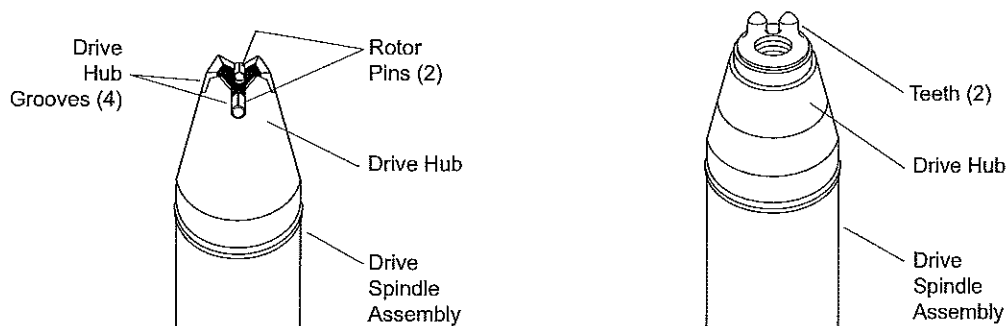 Drive
Hub
Grooves (4)
Rotor
Pins (2)
Drive Hub
Drive
Spindle
Assembly
Teeth (2)
Drive Hub
Drive
Spindle
Assembly